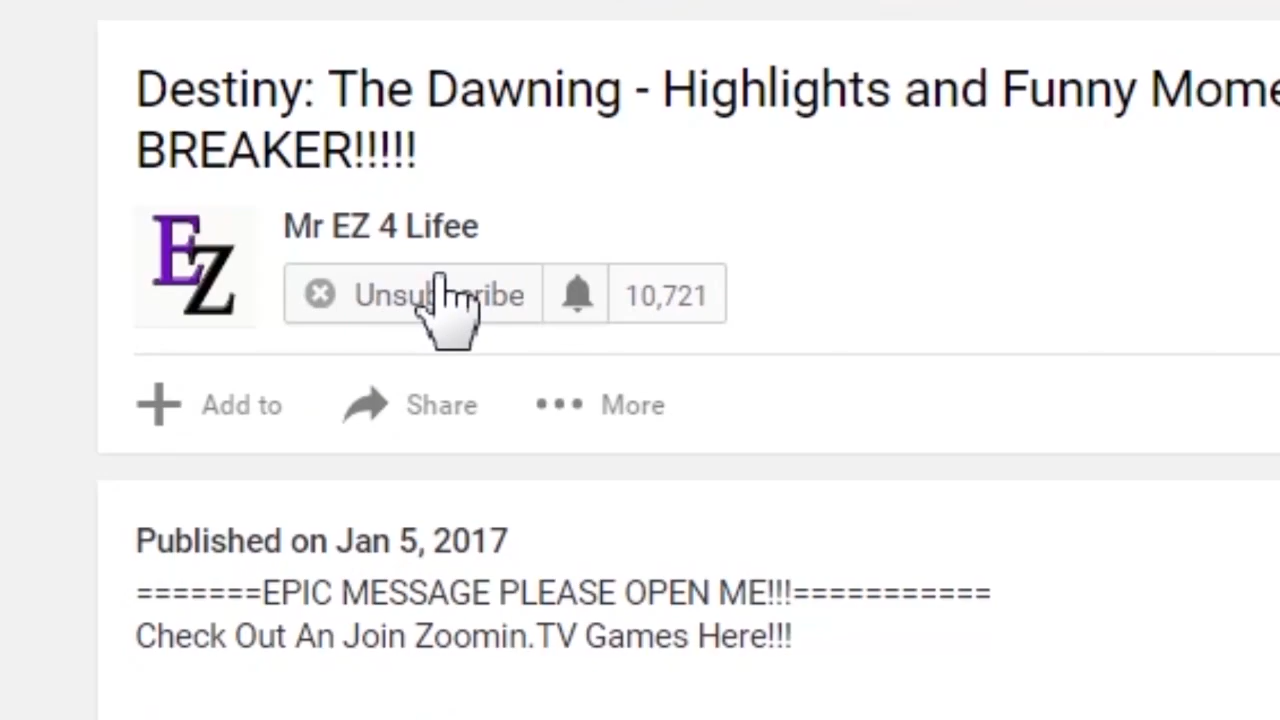 Destiny: The Dawning - Highlights and Funny
BREAKER!!!!!
EZ
Mr EZ 4 Lifee
Unsubscribe 10,721
Add to Share More
Published on Jan 5, 2017
=======EPIC MESSAGE PLEASE OPEN ME!!!===========
Check Out An Join Zoomin.TV Games Here!!!